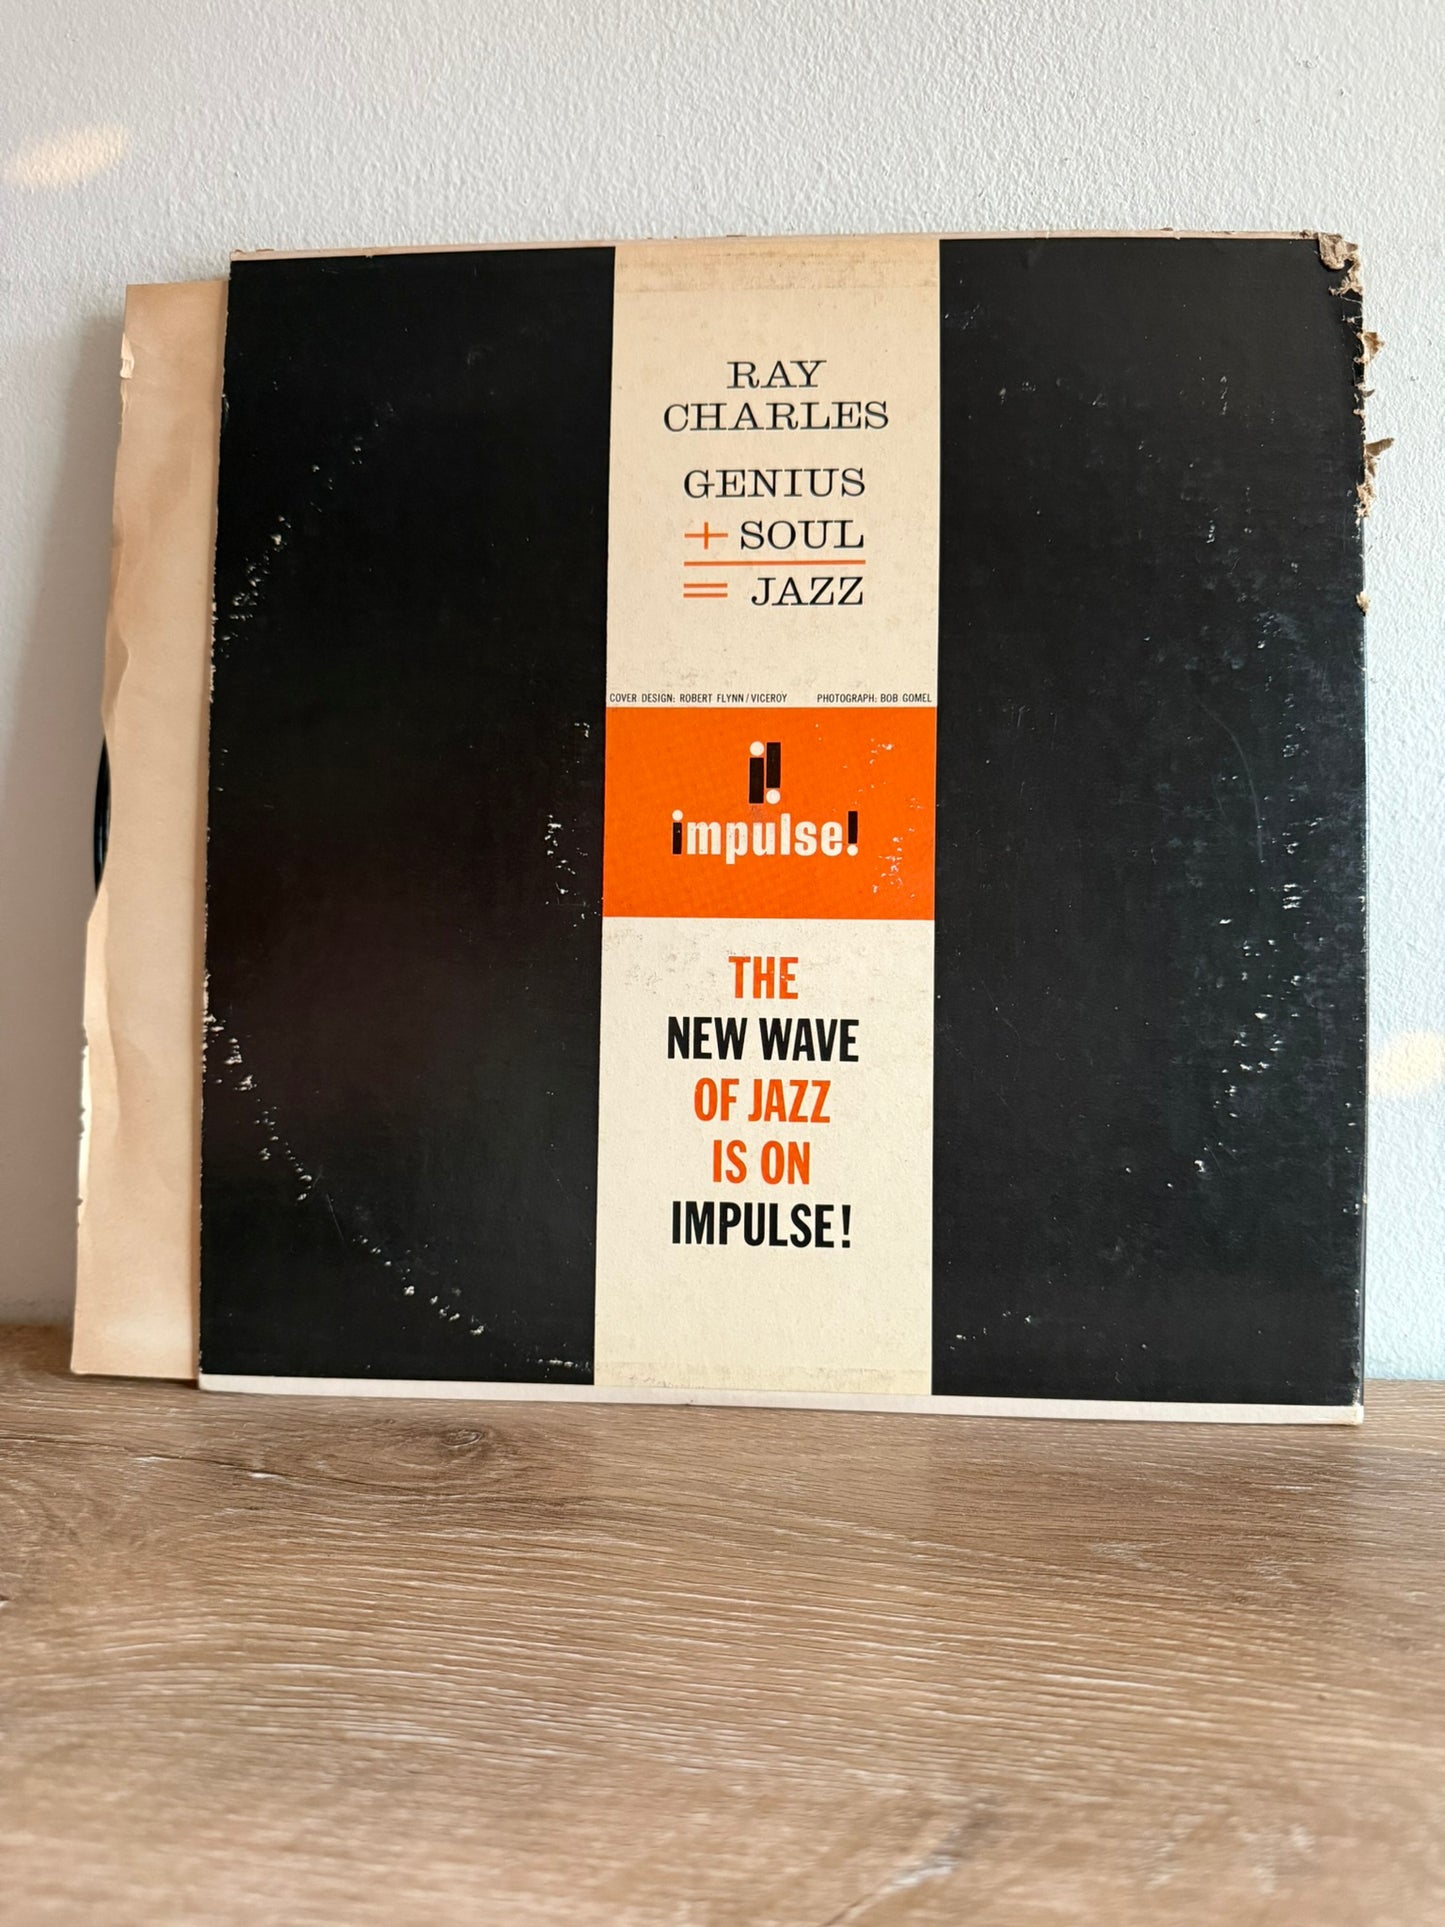 RAY
CHARLES
GENIUS
+ SOUL
= JAZZ
COVER DESIGN: ROBERT FLYNN/VICEROY PHOTOGRAPH: BOB GOMEL
i!
impulse!
THE
NEW WAVE
OF JAZZ
IS ON
IMPULSE!